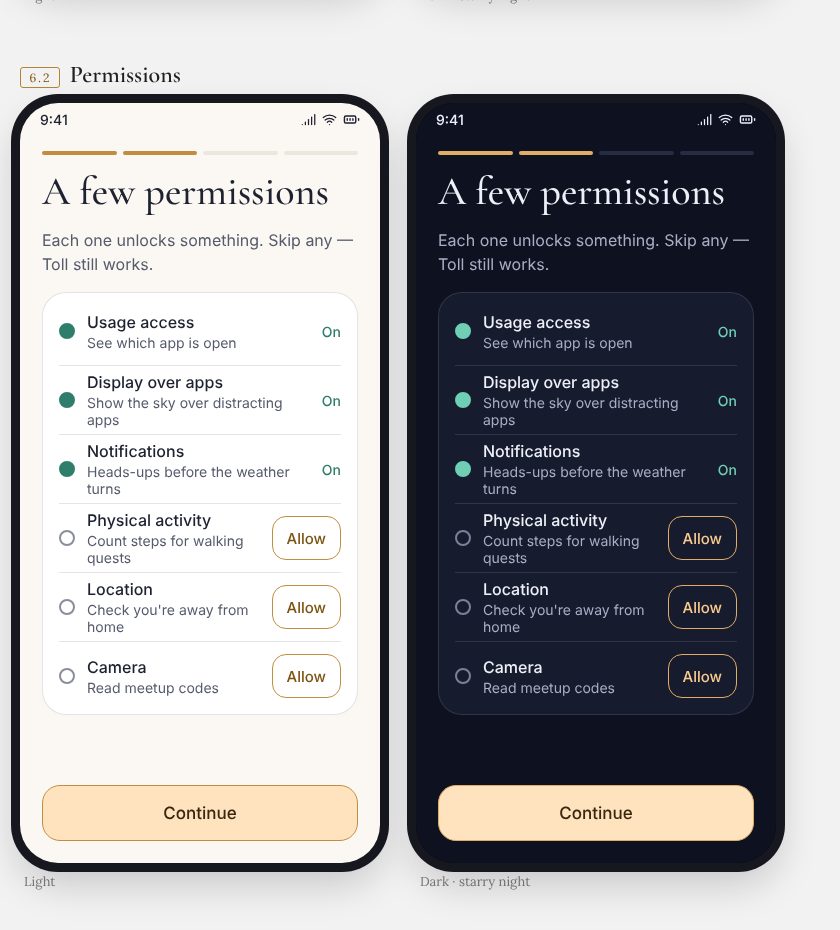 6.2 Permissions
9:41
A few permissions
Each one unlocks something. Skip any —
Toll still works.
Usage access
See which app is open
On
Display over apps
Show the sky over distracting
apps
On
Notifications
Heads-ups before the weather
turns
On
Physical activity
Count steps for walking
quests
Allow
Location
Check you're away from
home
Allow
Camera
Read meetup codes
Allow
Continue
Light
9:41
A few permissions
Each one unlocks something. Skip any —
Toll still works.
Usage access
See which app is open
On
Display over apps
Show the sky over distracting
apps
On
Notifications
Heads-ups before the weather
turns
On
Physical activity
Count steps for walking
quests
Allow
Location
Check you're away from
home
Allow
Camera
Read meetup codes
Allow
Continue
Dark · starry night